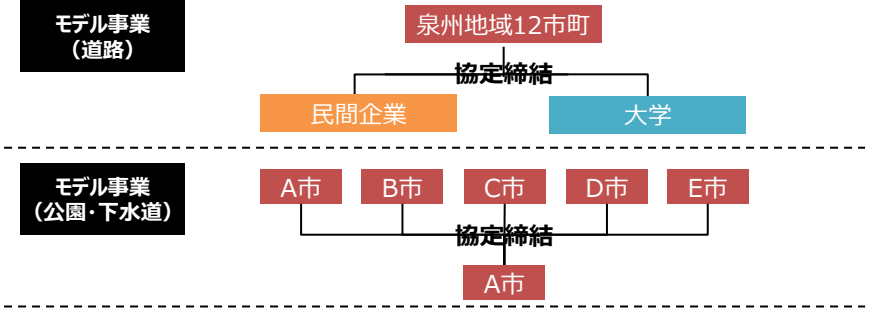 モデル事業
（道路）
泉州地域12市町
協定締結
民間企業
大学
モデル事業
（公園・下水道）
A市
B市
C市
D市
E市
協定締結
A市